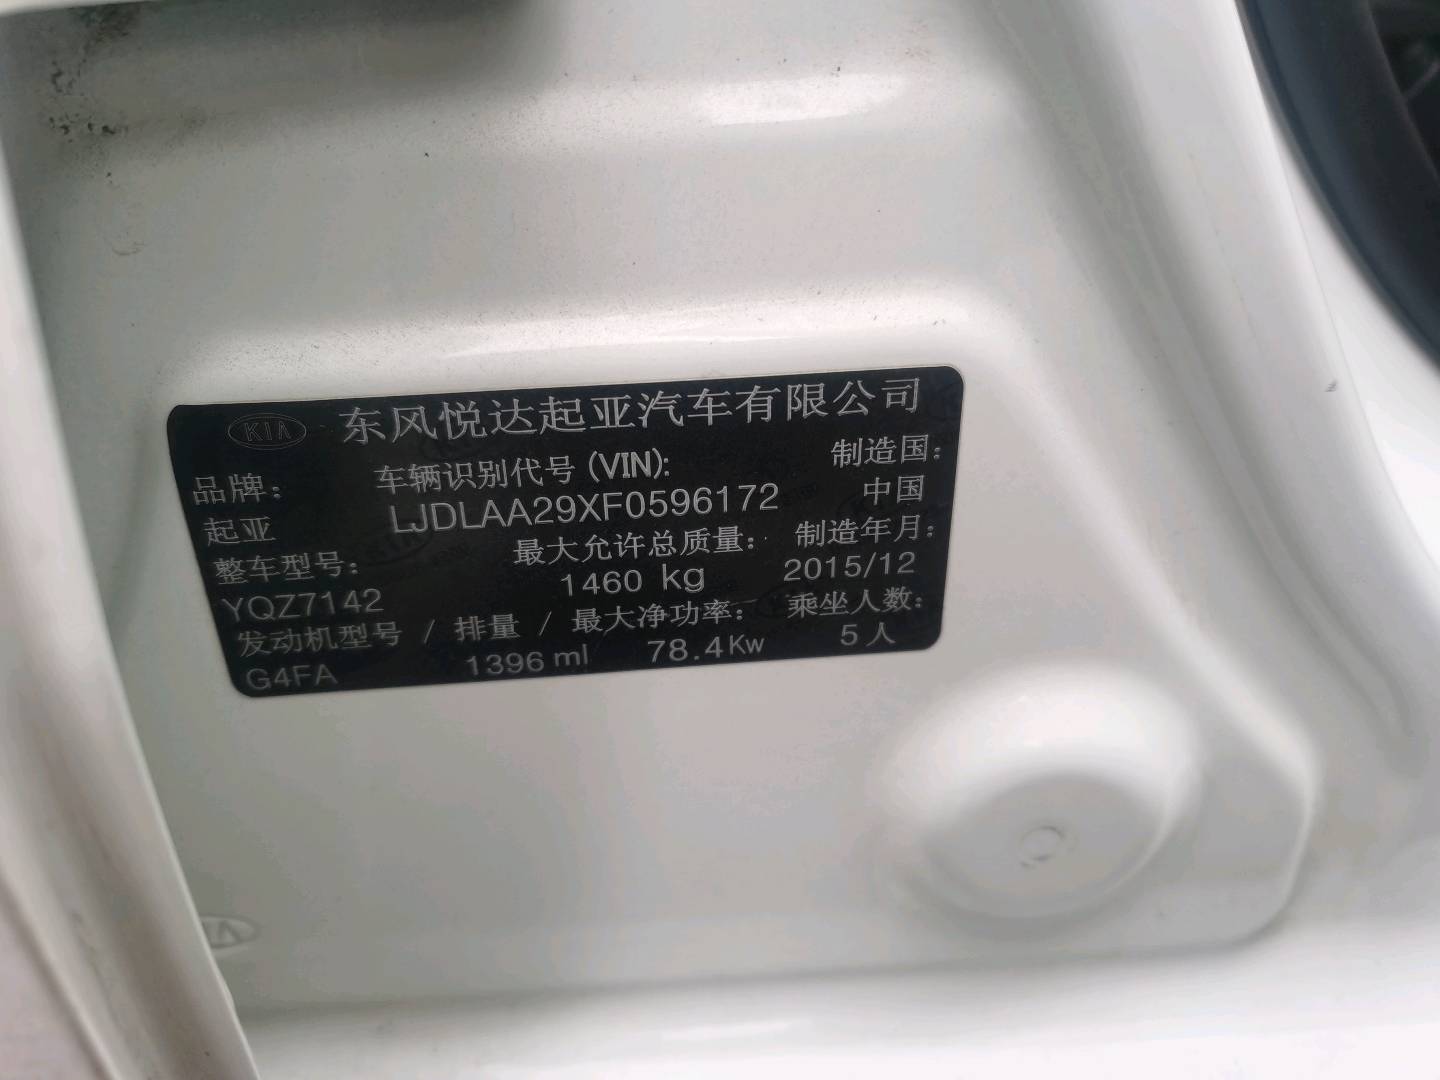 KIA 东风悦达起亚汽车有限公司
品牌： 车辆识别代号 (VIN): 制造国：
起亚 LJDLAA29XF0596172 中国
整车型号： 最大允许总质量： 制造年月：
YQZ7142 1460 kg 2015/12
发动机型号 / 排量 / 最大净功率： 乘坐人数：
G4FA 1396 ml 78.4Kw 5 人